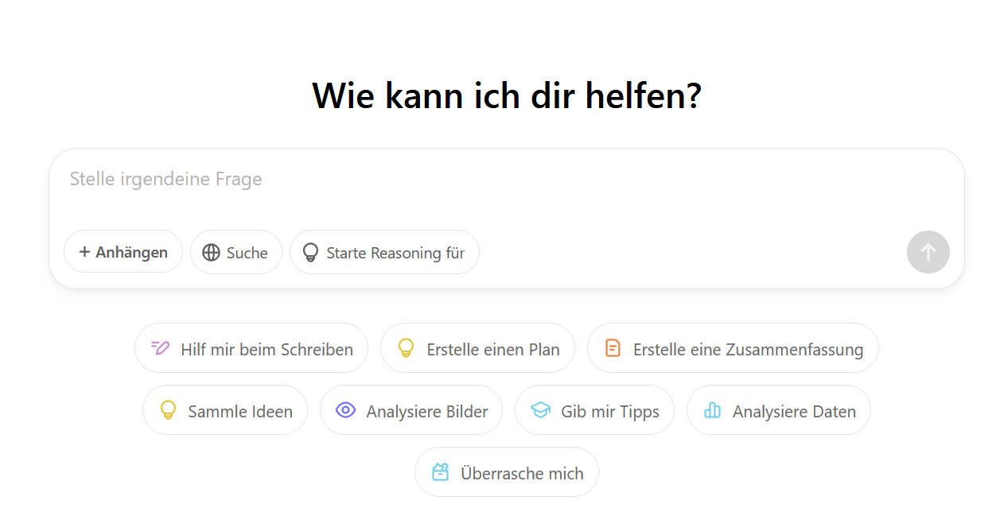 Wie kann ich dir helfen?
Stelle irgendeine Frage
+ Anhängen Suche Starte Reasoning für
Hilf mir beim Schreiben Erstelle einen Plan Erstelle eine Zusammenfassung
Sammle Ideen Analysiere Bilder Gib mir Tipps Analysiere Daten
Überrasche mich